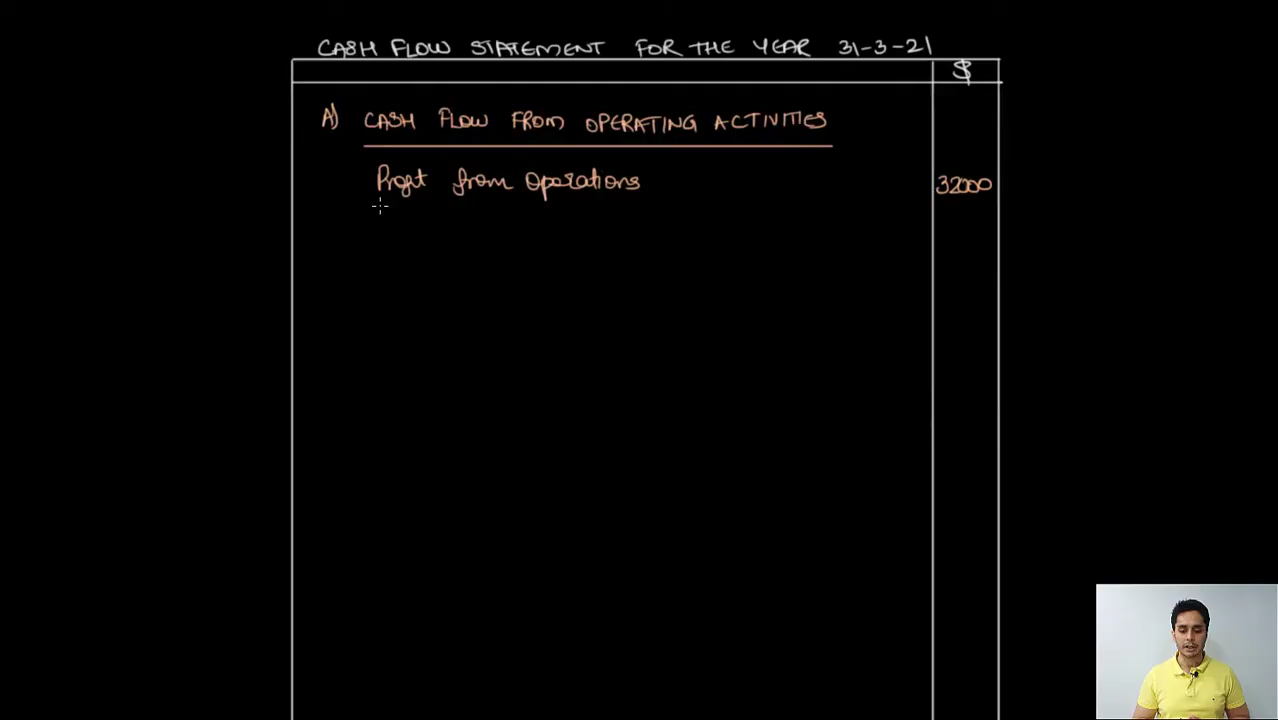 CASH FLOW STATEMENT FOR THE YEAR 31-3-21
$
A) CASH FLOW FROM OPERATING ACTIVITIES
Profit from Operations 32000